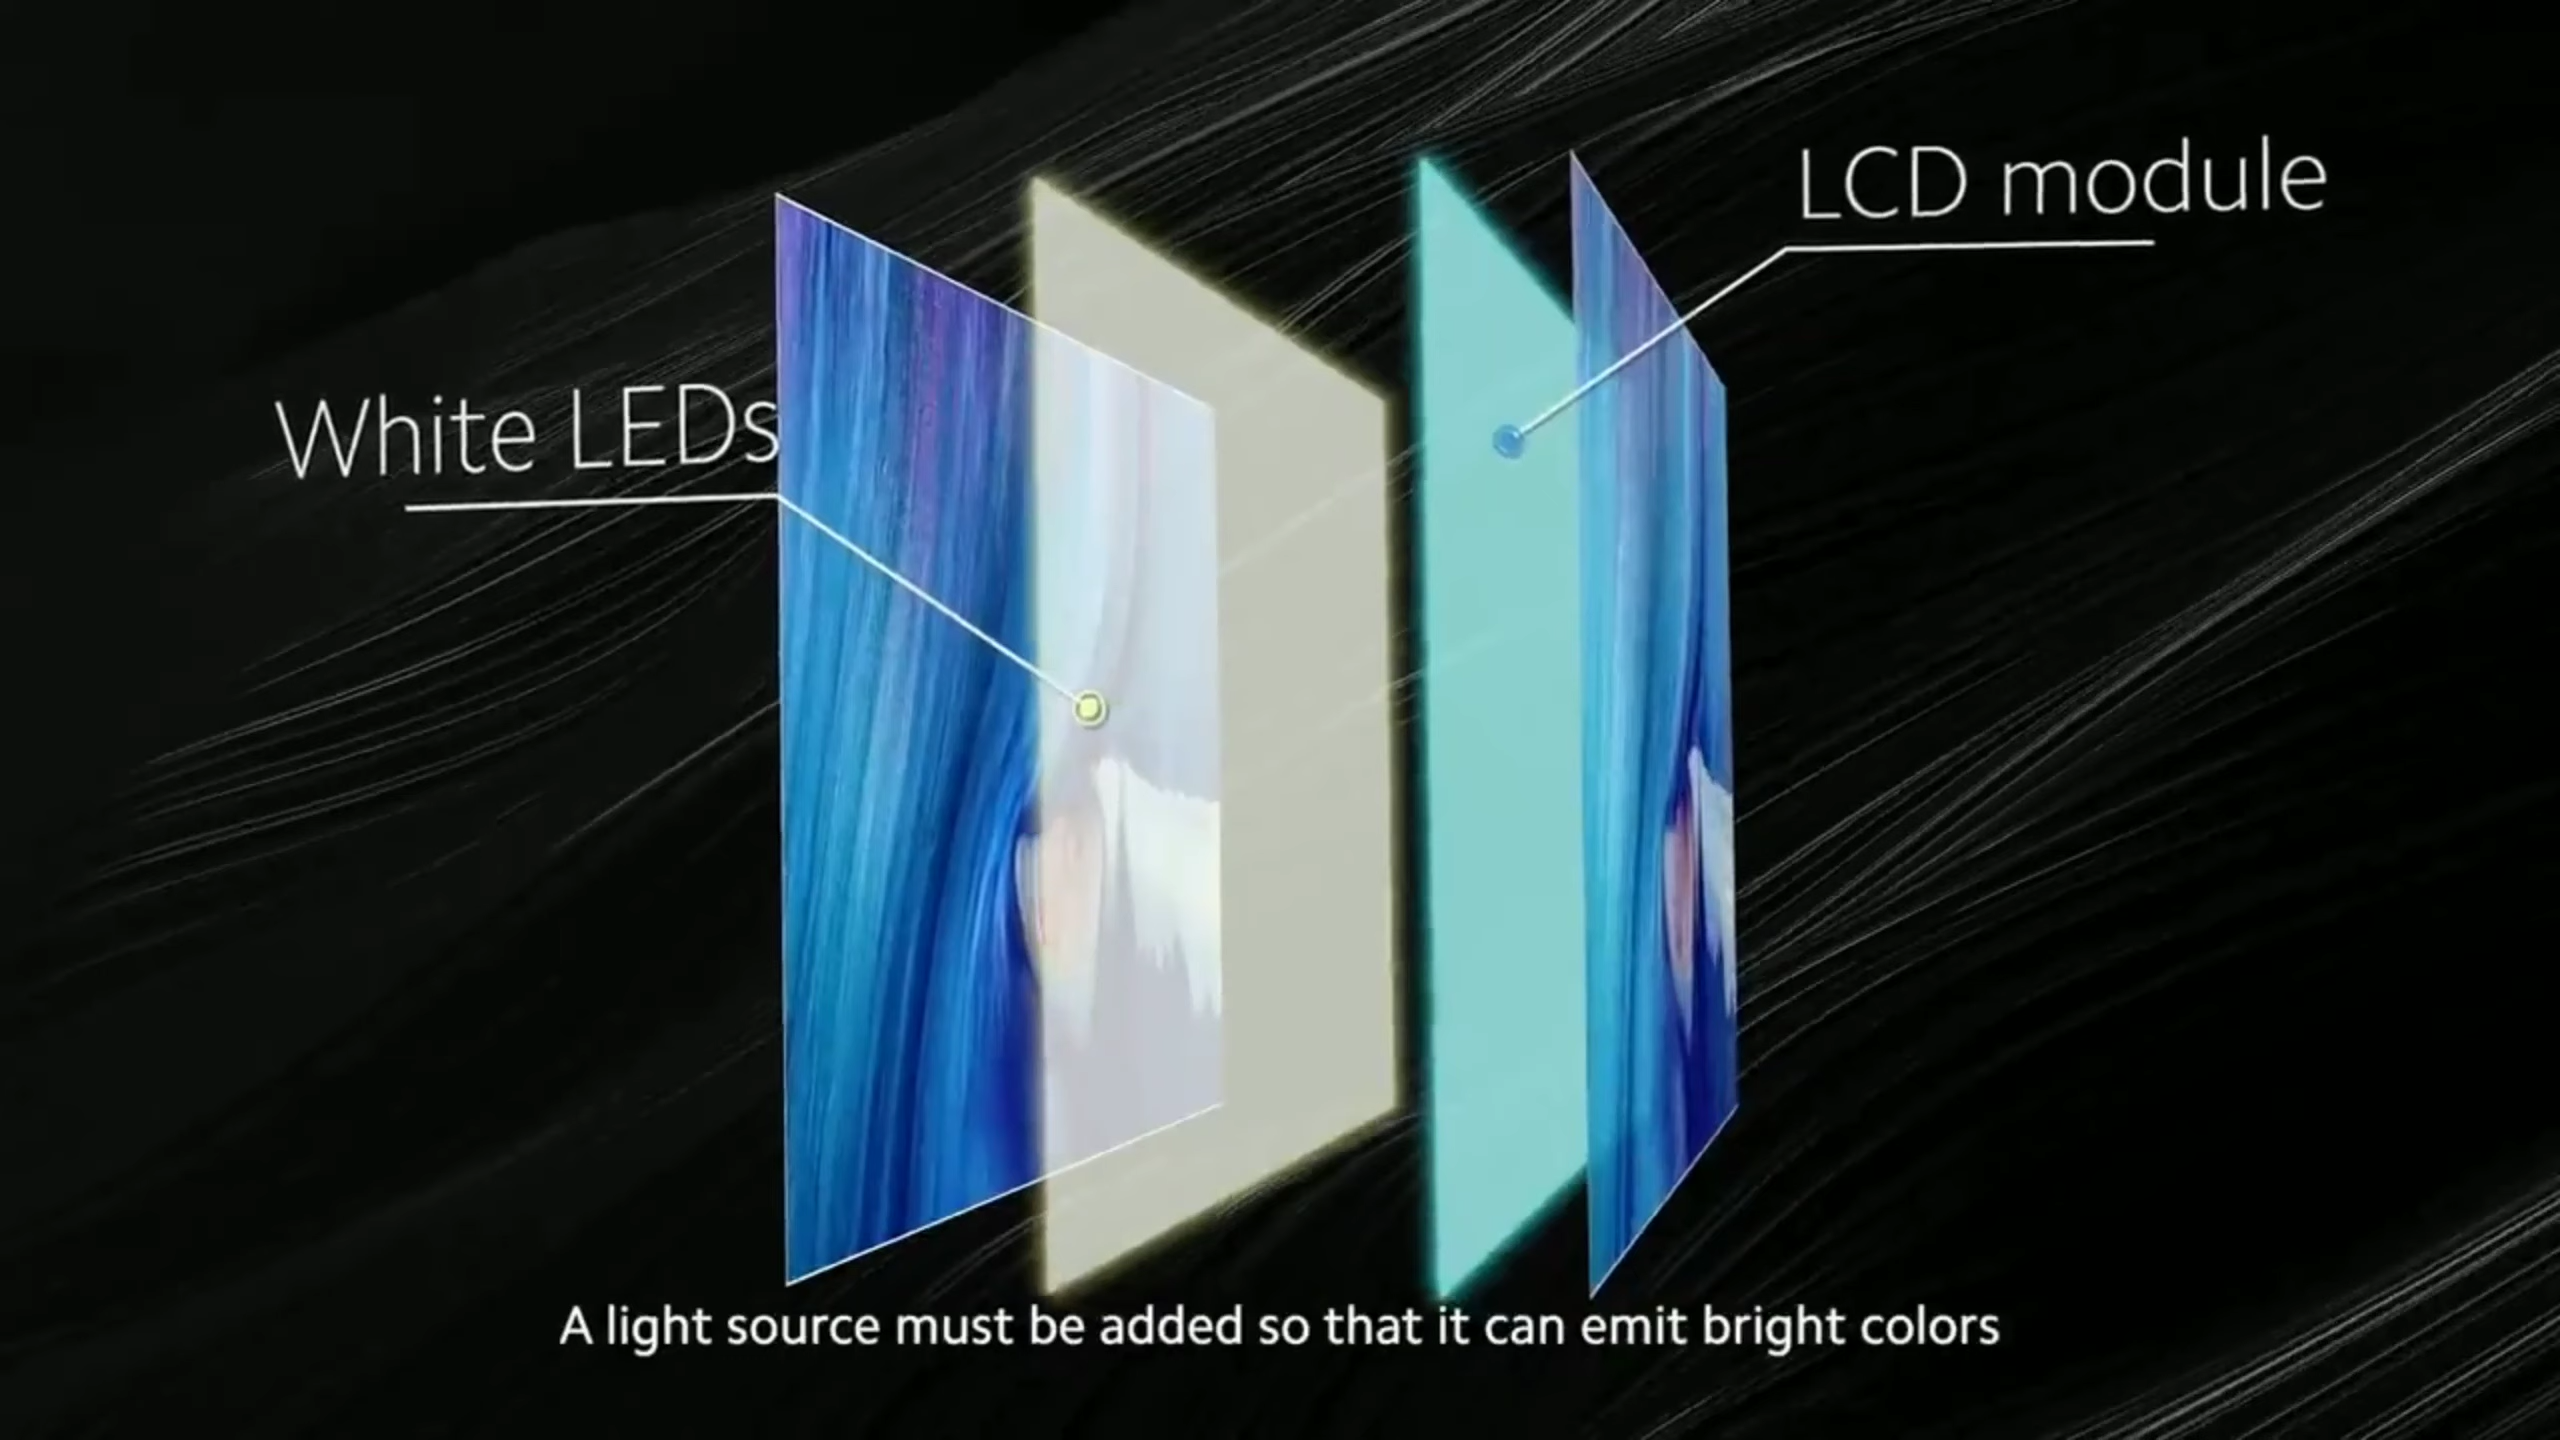 LCD module
White LEDs
A light source must be added so that it can emit bright colors